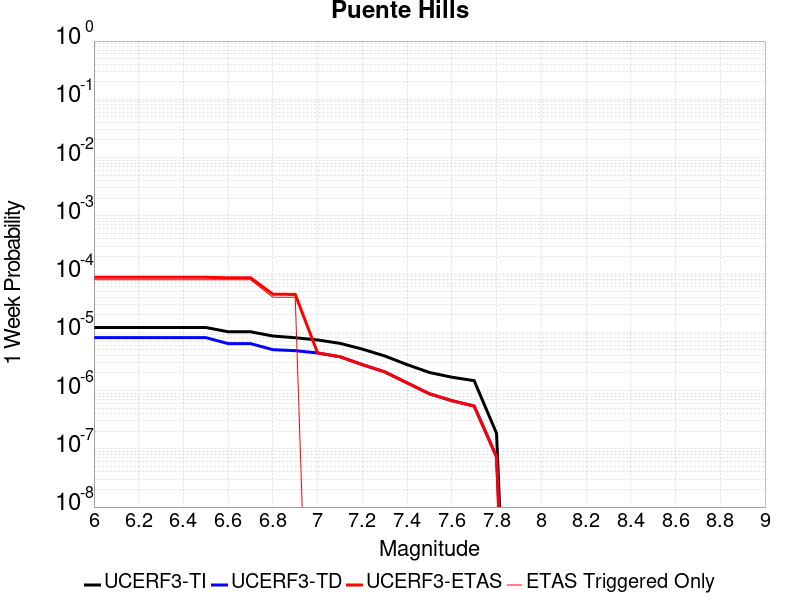 Puente Hills
10^0
10^-1
10^-2
10^-3
10^-4
10^-5
10^-6
10^-7
10^-8
1 Week Probability
6 6.2 6.4 6.6 6.8 7 7.2 7.4 7.6 7.8 8 8.2 8.4 8.6 8.8 9
Magnitude
UCERF3-TI UCERF3-TD UCERF3-ETAS ETAS Triggered Only